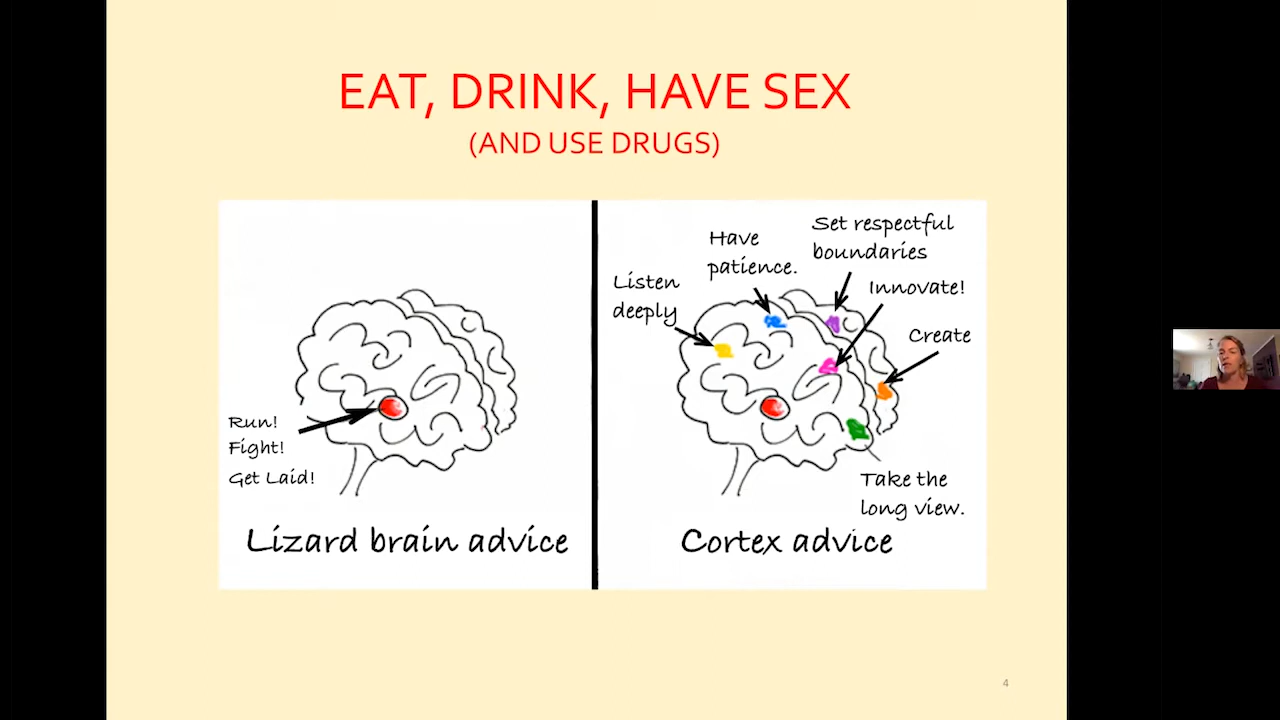 EAT, DRINK, HAVE SEX
(AND USE DRUGS)
Run!
Fight!
Get Laid!
Lizard brain advice
Listen
deeply
Have
patience.
Set respectful
boundaries
Innovate!
Create
Take the
long view.
Cortex advice
4